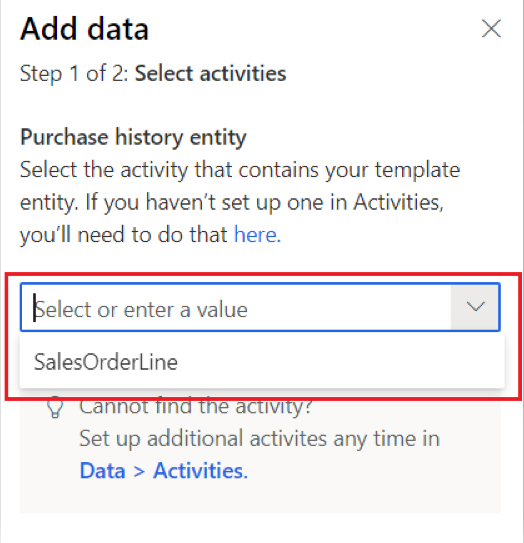 Add data
Step 1 of 2: Select activities
Purchase history entity
Select the activity that contains your template
entity. If you haven't set up one in Activities,
you'll need to do that here.
Select or enter a value
SalesOrderLine
Cannot find the activity?
Set up additional activites any time in
Data > Activities.